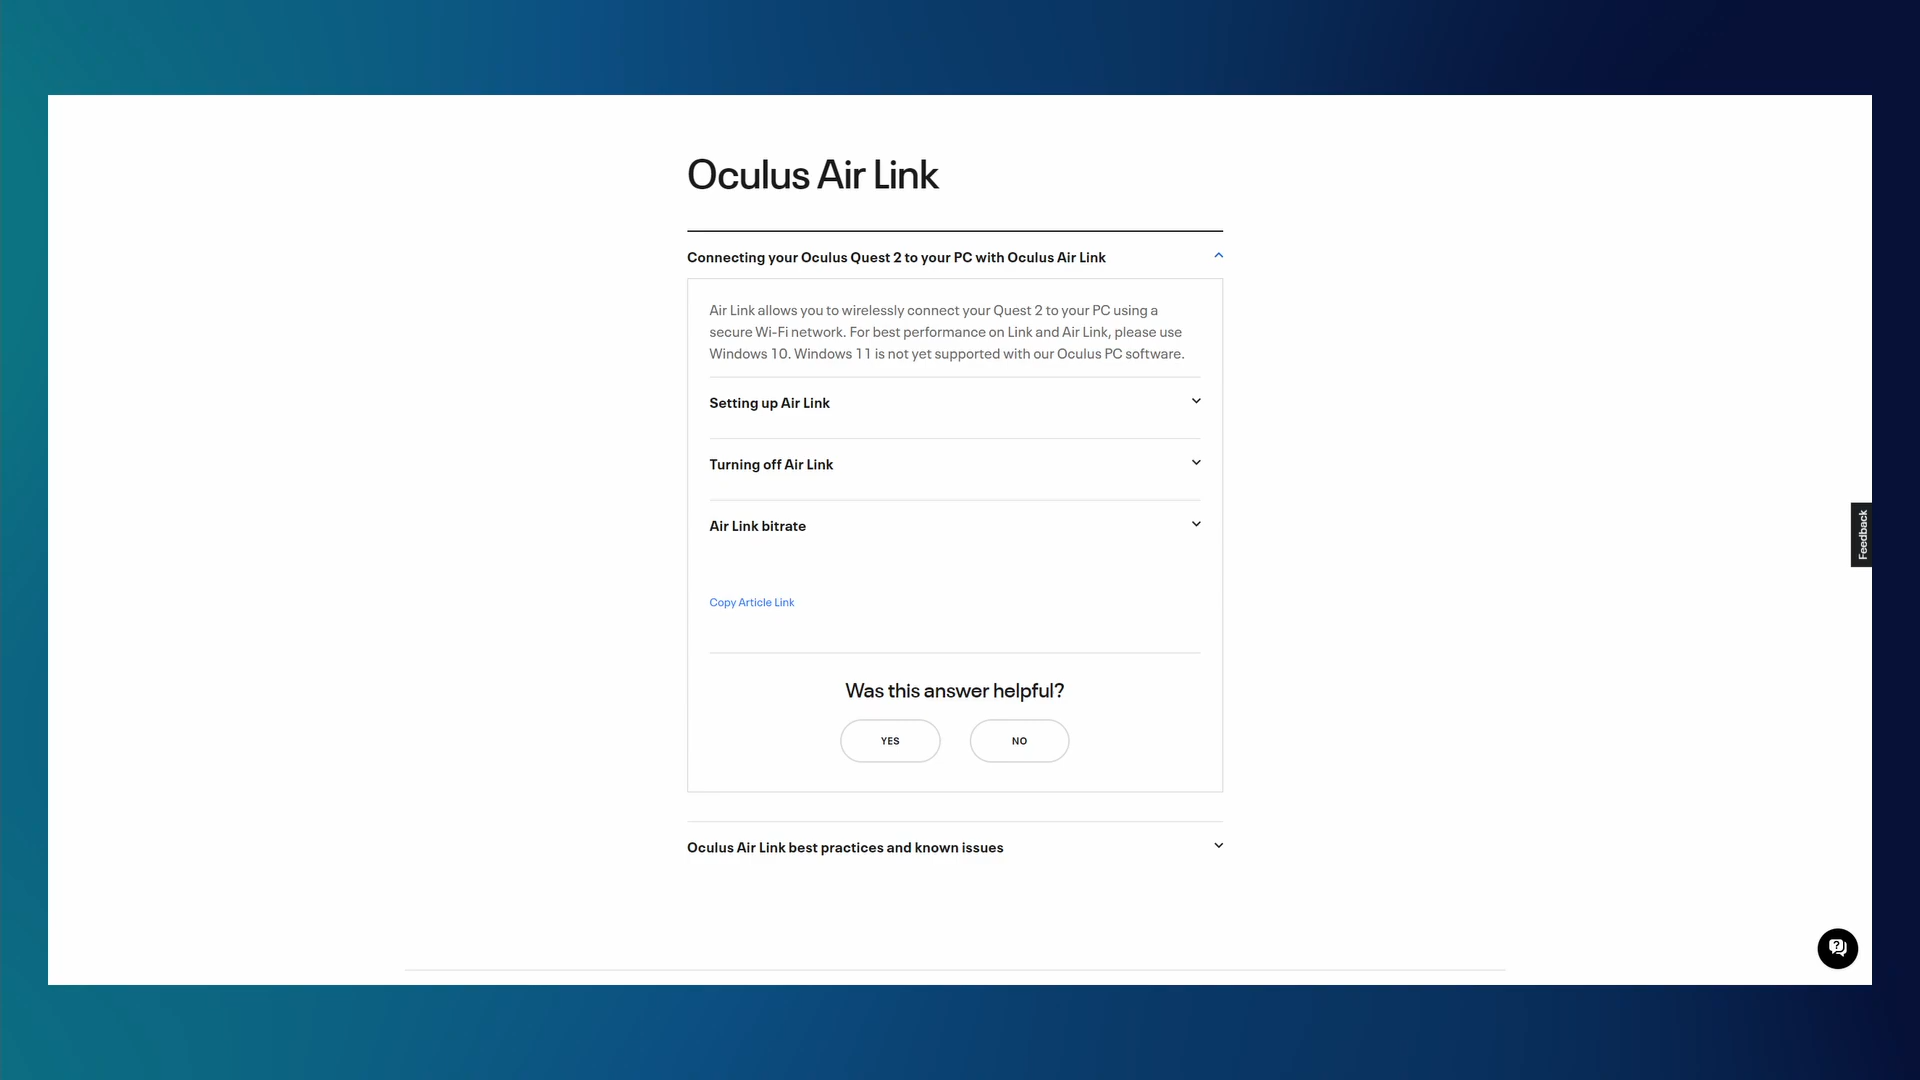 Oculus Air Link
Connecting your Oculus Quest 2 to your PC with Oculus Air Link
Air Link allows you to wirelessly connect your Quest 2 to your PC using a
secure Wi-Fi network. For best performance on Link and Air Link, please use
Windows 10. Windows 11 is not yet supported with our Oculus PC software.
Setting up Air Link
Turning off Air Link
Air Link bitrate
Feedback
Copy Article Link
Was this answer helpful?
YES NO
Oculus Air Link best practices and known issues